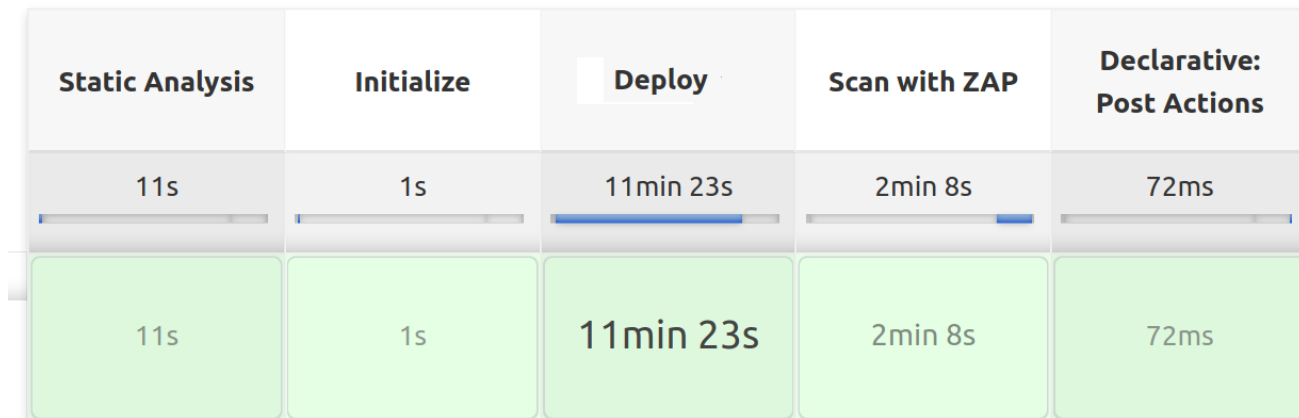 Static Analysis
Initialize
Deploy
Scan with ZAP
Declarative:
Post Actions
11s
1s
11min 23s
2min 8s
72ms
11s
1s
11min 23s
2min 8s
72ms